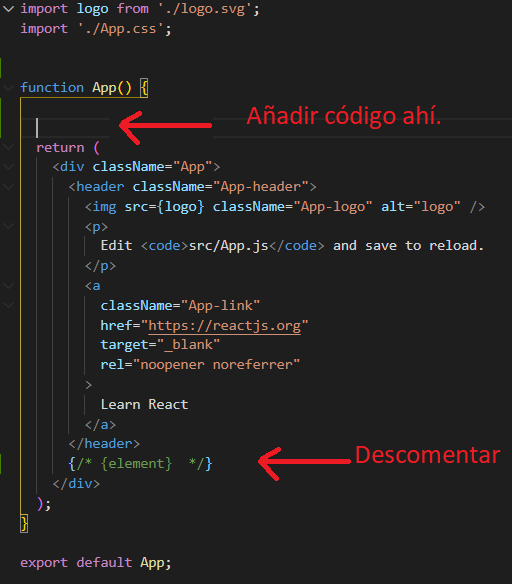 import logo from './logo.svg';
import './App.css';
function App() {
Añadir código ahí.
return (
<div className="App">
<header className="App-header">
<img src={logo} className="App-logo" alt="logo" />
<p>
Edit <code>src/App.js</code> and save to reload.
</p>
<a
className="App-link"
href="https://reactjs.org"
target="_blank"
rel="noopener noreferrer"
>
Learn React
</a>
</header>
{/* {element}  */}
Descomentar
</div>
);
}
export default App;